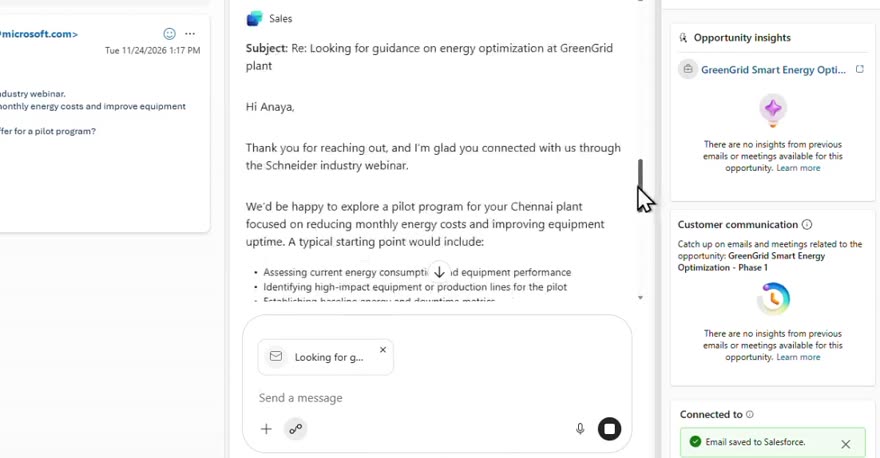 @microsoft.com>
Tue 11/24/2026 1:17 PM
ndustry webinar.
monthly energy costs and improve equipment
ffer for a pilot program?
Sales
Subject: Re: Looking for guidance on energy optimization at GreenGrid
plant
Hi Anaya,
Thank you for reaching out, and I'm glad you connected with us through
the Schneider industry webinar.
We'd be happy to explore a pilot program for your Chennai plant
focused on reducing monthly energy costs and improving equipment
uptime. A typical starting point would include:
• Assessing current energy consumpti nd equipment performance
• Identifying high-impact equipment or production lines for the pilot
• Establishing baseline energy and downtime metrics
Looking for g...
Send a message
Opportunity insights
GreenGrid Smart Energy Opti...
There are no insights from previous
emails or meetings available for this
opportunity. Learn more
Customer communication
Catch up on emails and meetings related to the
opportunity: GreenGrid Smart Energy
Optimization - Phase 1
There are no insights from previous
emails or meetings available for this
opportunity. Learn more
Connected to
Email saved to Salesforce.